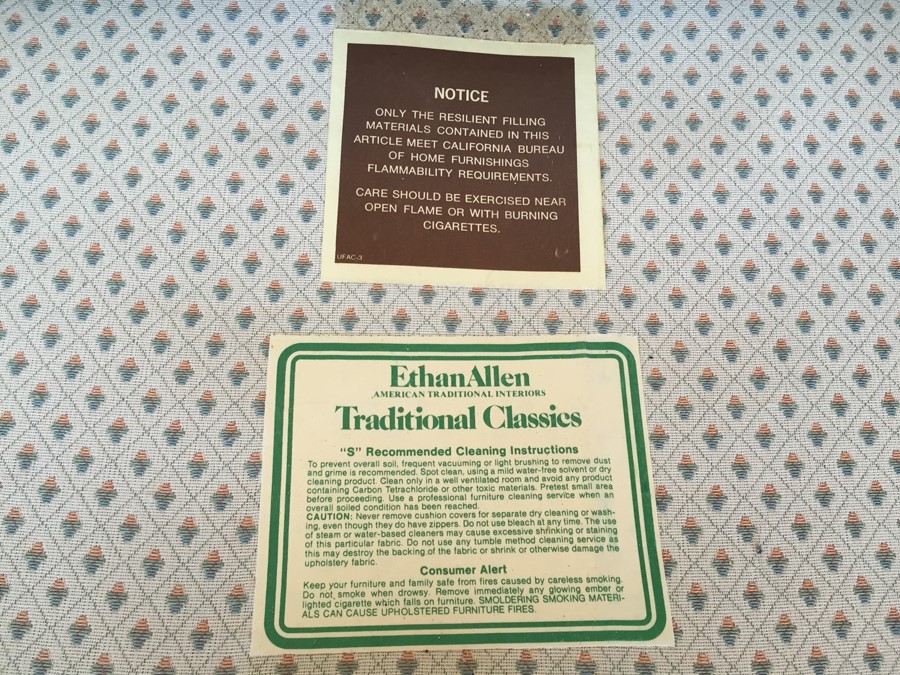 NOTICE
ONLY THE RESILIENT FILLING
MATERIALS CONTAINED IN THIS
ARTICLE MEET CALIFORNIA BUREAU
OF HOME FURNISHINGS
FLAMMABILITY REQUIREMENTS.
CARE SHOULD BE EXERCISED NEAR
OPEN FLAME OR WITH BURNING
CIGARETTES.
UFAC-3
Ethan Allen
AMERICAN TRADITIONAL INTERIORS
Traditional Classics
"S" Recommended Cleaning Instructions
To prevent overall soil, frequent vacuuming or light brushing to remove dust
and grime is recommended. Spot clean, using a mild water-free solvent or dry
cleaning product. Clean only in a well ventilated room and avoid any product
containing Carbon Tetrachloride or other toxic materials. Pretest small area
before proceeding. Use a professional furniture cleaning service when an
overall soiled condition has been reached.
CAUTION: Never remove cushion covers for separate dry cleaning or wash-
ing, even though they do have zippers. Do not use bleach at any time. The use
of steam or water-based cleaners may cause excessive shrinking or staining
of this particular fabric. Do not use any tumble method cleaning service as
this may destroy the backing of the fabric or shrink or otherwise damage the
upholstery fabric.
Consumer Alert
Keep your furniture and family safe from fires caused by careless smoking.
Do not smoke when drowsy. Remove immediately any glowing ember or
lighted cigarette which falls on furniture. SMOLDERING SMOKING MATERI-
ALS CAN CAUSE UPHOLSTERED FURNITURE FIRES.